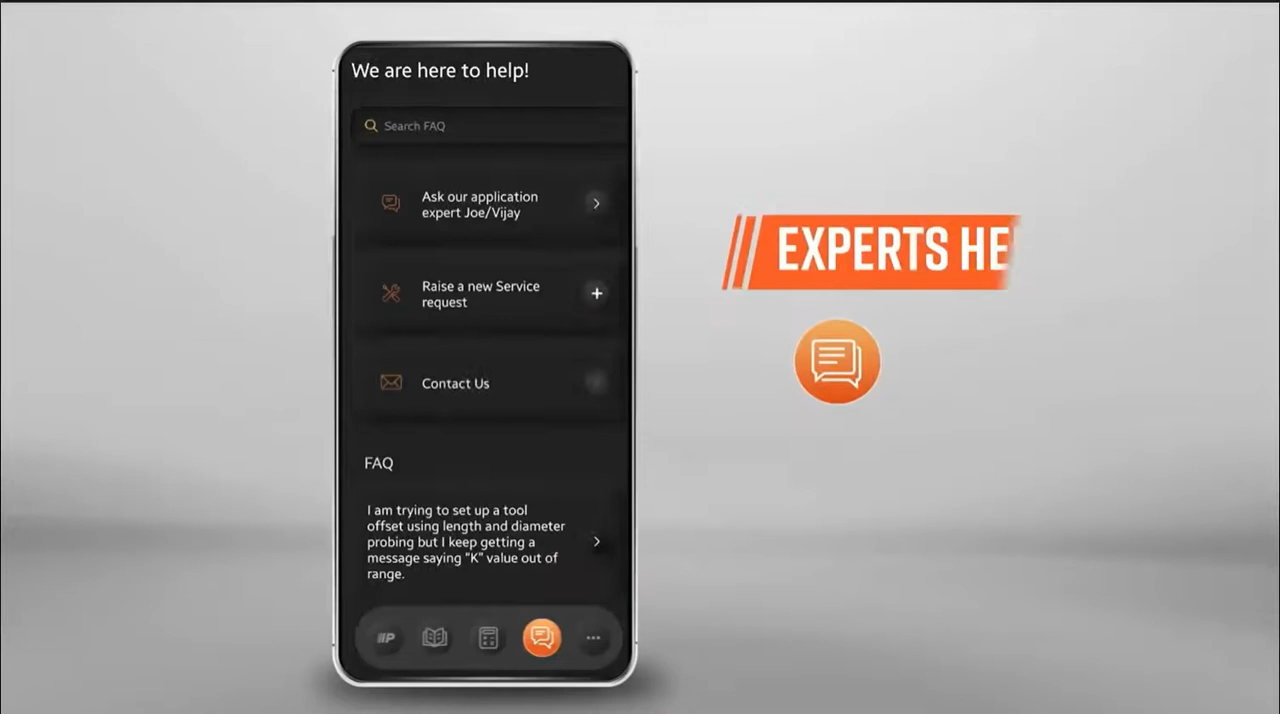 We are here to help!
Search FAQ
Ask our application
expert Joe/Vijay
Raise a new Service
request
Contact Us
FAQ
I am trying to set up a tool
offset using length and diameter
probing but I keep getting a
message saying "K" value out of
range.
P
EXPERTS HE